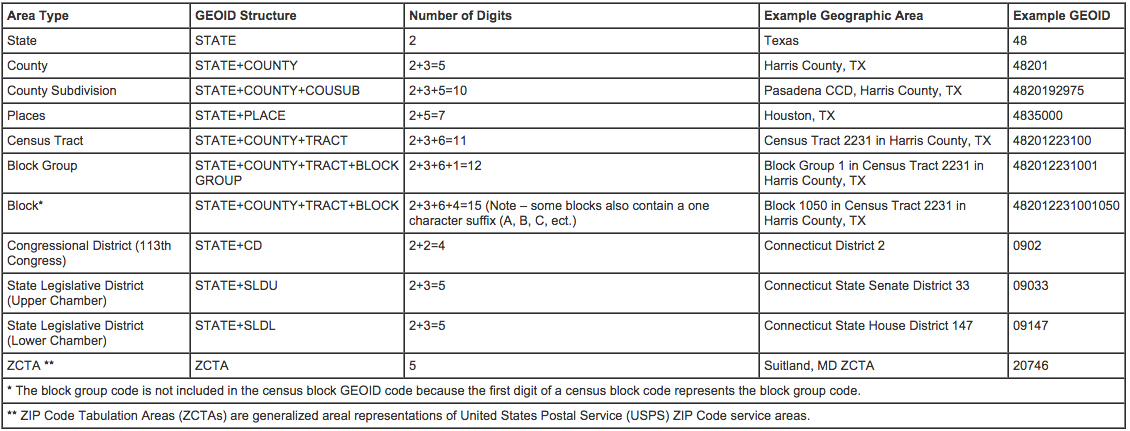 Area Type GEOID Structure Number of Digits Example Geographic Area Example GEOID
State STATE 2 Texas 48
County STATE+COUNTY 2+3=5 Harris County, TX 48201
County Subdivision STATE+COUNTY+COUSUB 2+3+5=10 Pasadena CCD, Harris County, TX 4820192975
Places STATE+PLACE 2+5=7 Houston, TX 4835000
Census Tract STATE+COUNTY+TRACT 2+3+6=11 Census Tract 2231 in Harris County, TX 48201223100
Block Group STATE+COUNTY+TRACT+BLOCK 2+3+6+1=12 Block Group 1 in Census Tract 2231 in 482012231001
GROUP Harris County, TX
Block* STATE+COUNTY+TRACT+BLOCK 2+3+6+4=15 (Note – some blocks also contain a one Block 1050 in Census Tract 2231 in 482012231001050
character suffix (A, B, C, ect.) Harris County, TX
Congressional District (113th STATE+CD 2+2=4 Connecticut District 2 0902
Congress)
State Legislative District STATE+SLDU 2+3=5 Connecticut State Senate District 33 09033
(Upper Chamber)
State Legislative District STATE+SLDL 2+3=5 Connecticut State House District 147 09147
(Lower Chamber)
ZCTA ** ZCTA 5 Suitland, MD ZCTA 20746
* The block group code is not included in the census block GEOID code because the first digit of a census block code represents the block group code.
** ZIP Code Tabulation Areas (ZCTAs) are generalized areal representations of United States Postal Service (USPS) ZIP Code service areas.